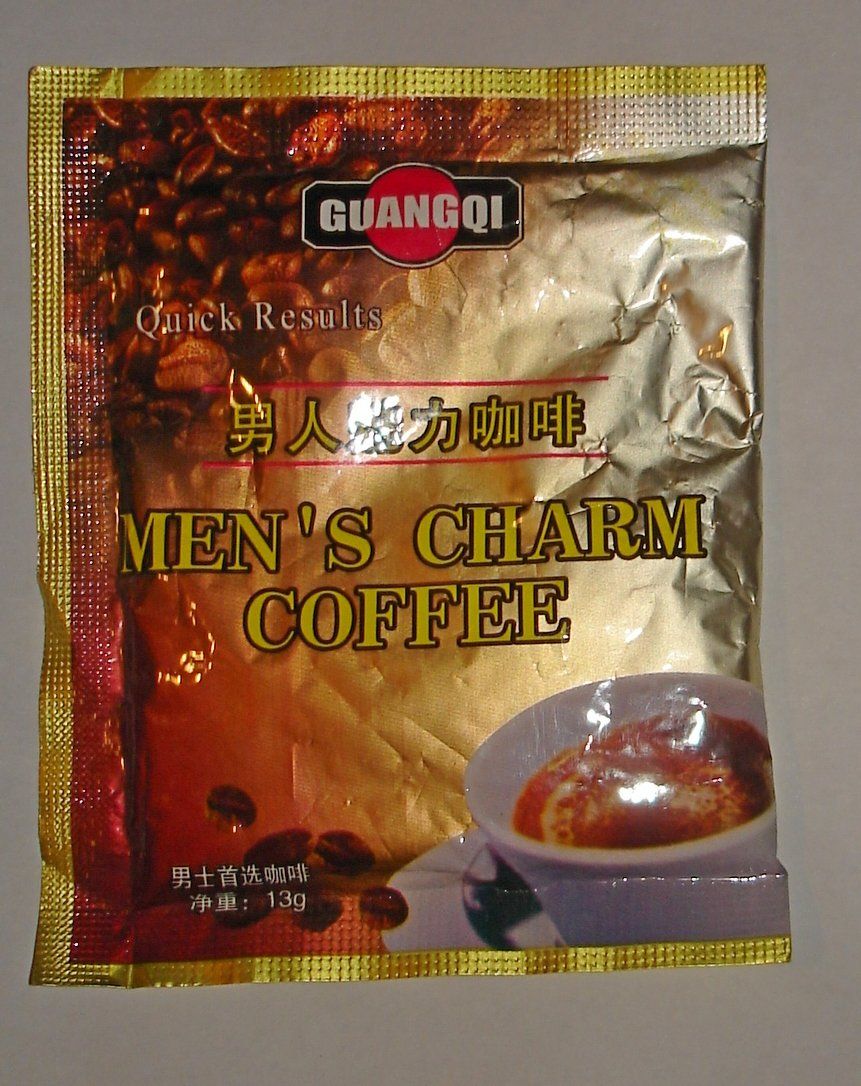 GUANGQI
Quick Results
男人能力咖啡
MEN'S CHARM
COFFEE
男士首选咖啡
净重：13g